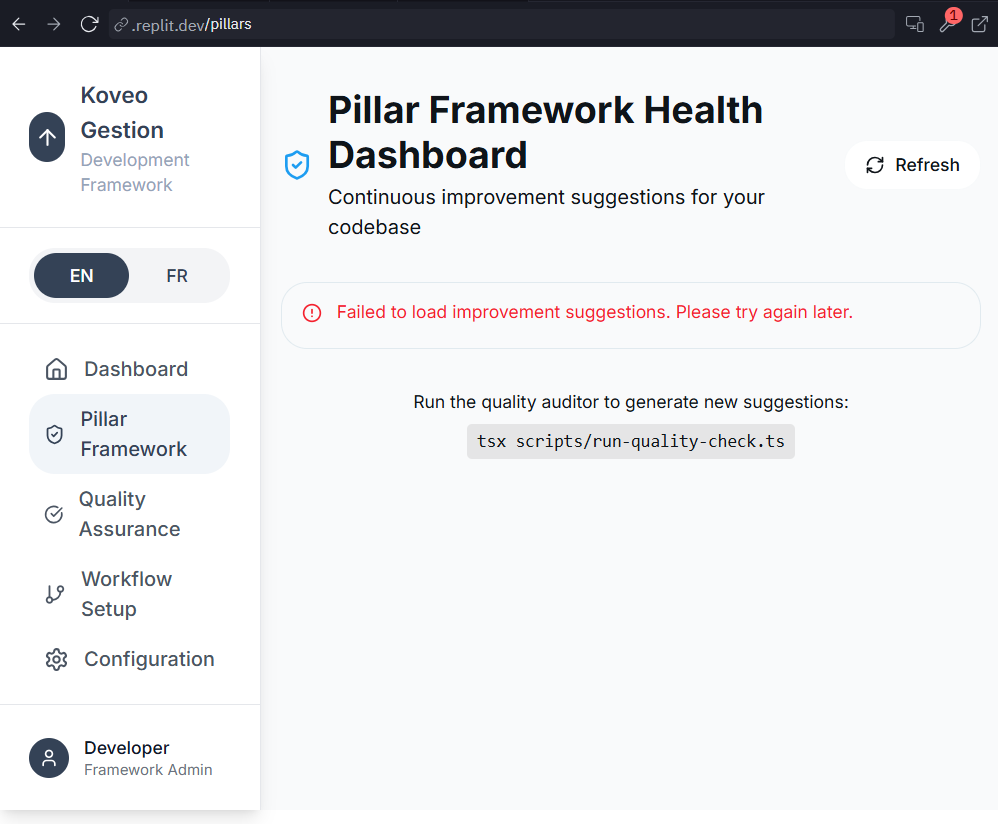 .replit.dev/pillars
1
Koveo
Gestion
Development
Framework
EN
FR
Dashboard
Pillar
Framework
Quality
Assurance
Workflow
Setup
Configuration
Developer
Framework Admin
Pillar Framework Health
Dashboard
Continuous improvement suggestions for your
codebase
Refresh
Failed to load improvement suggestions. Please try again later.
Run the quality auditor to generate new suggestions:
tsx scripts/run-quality-check.ts